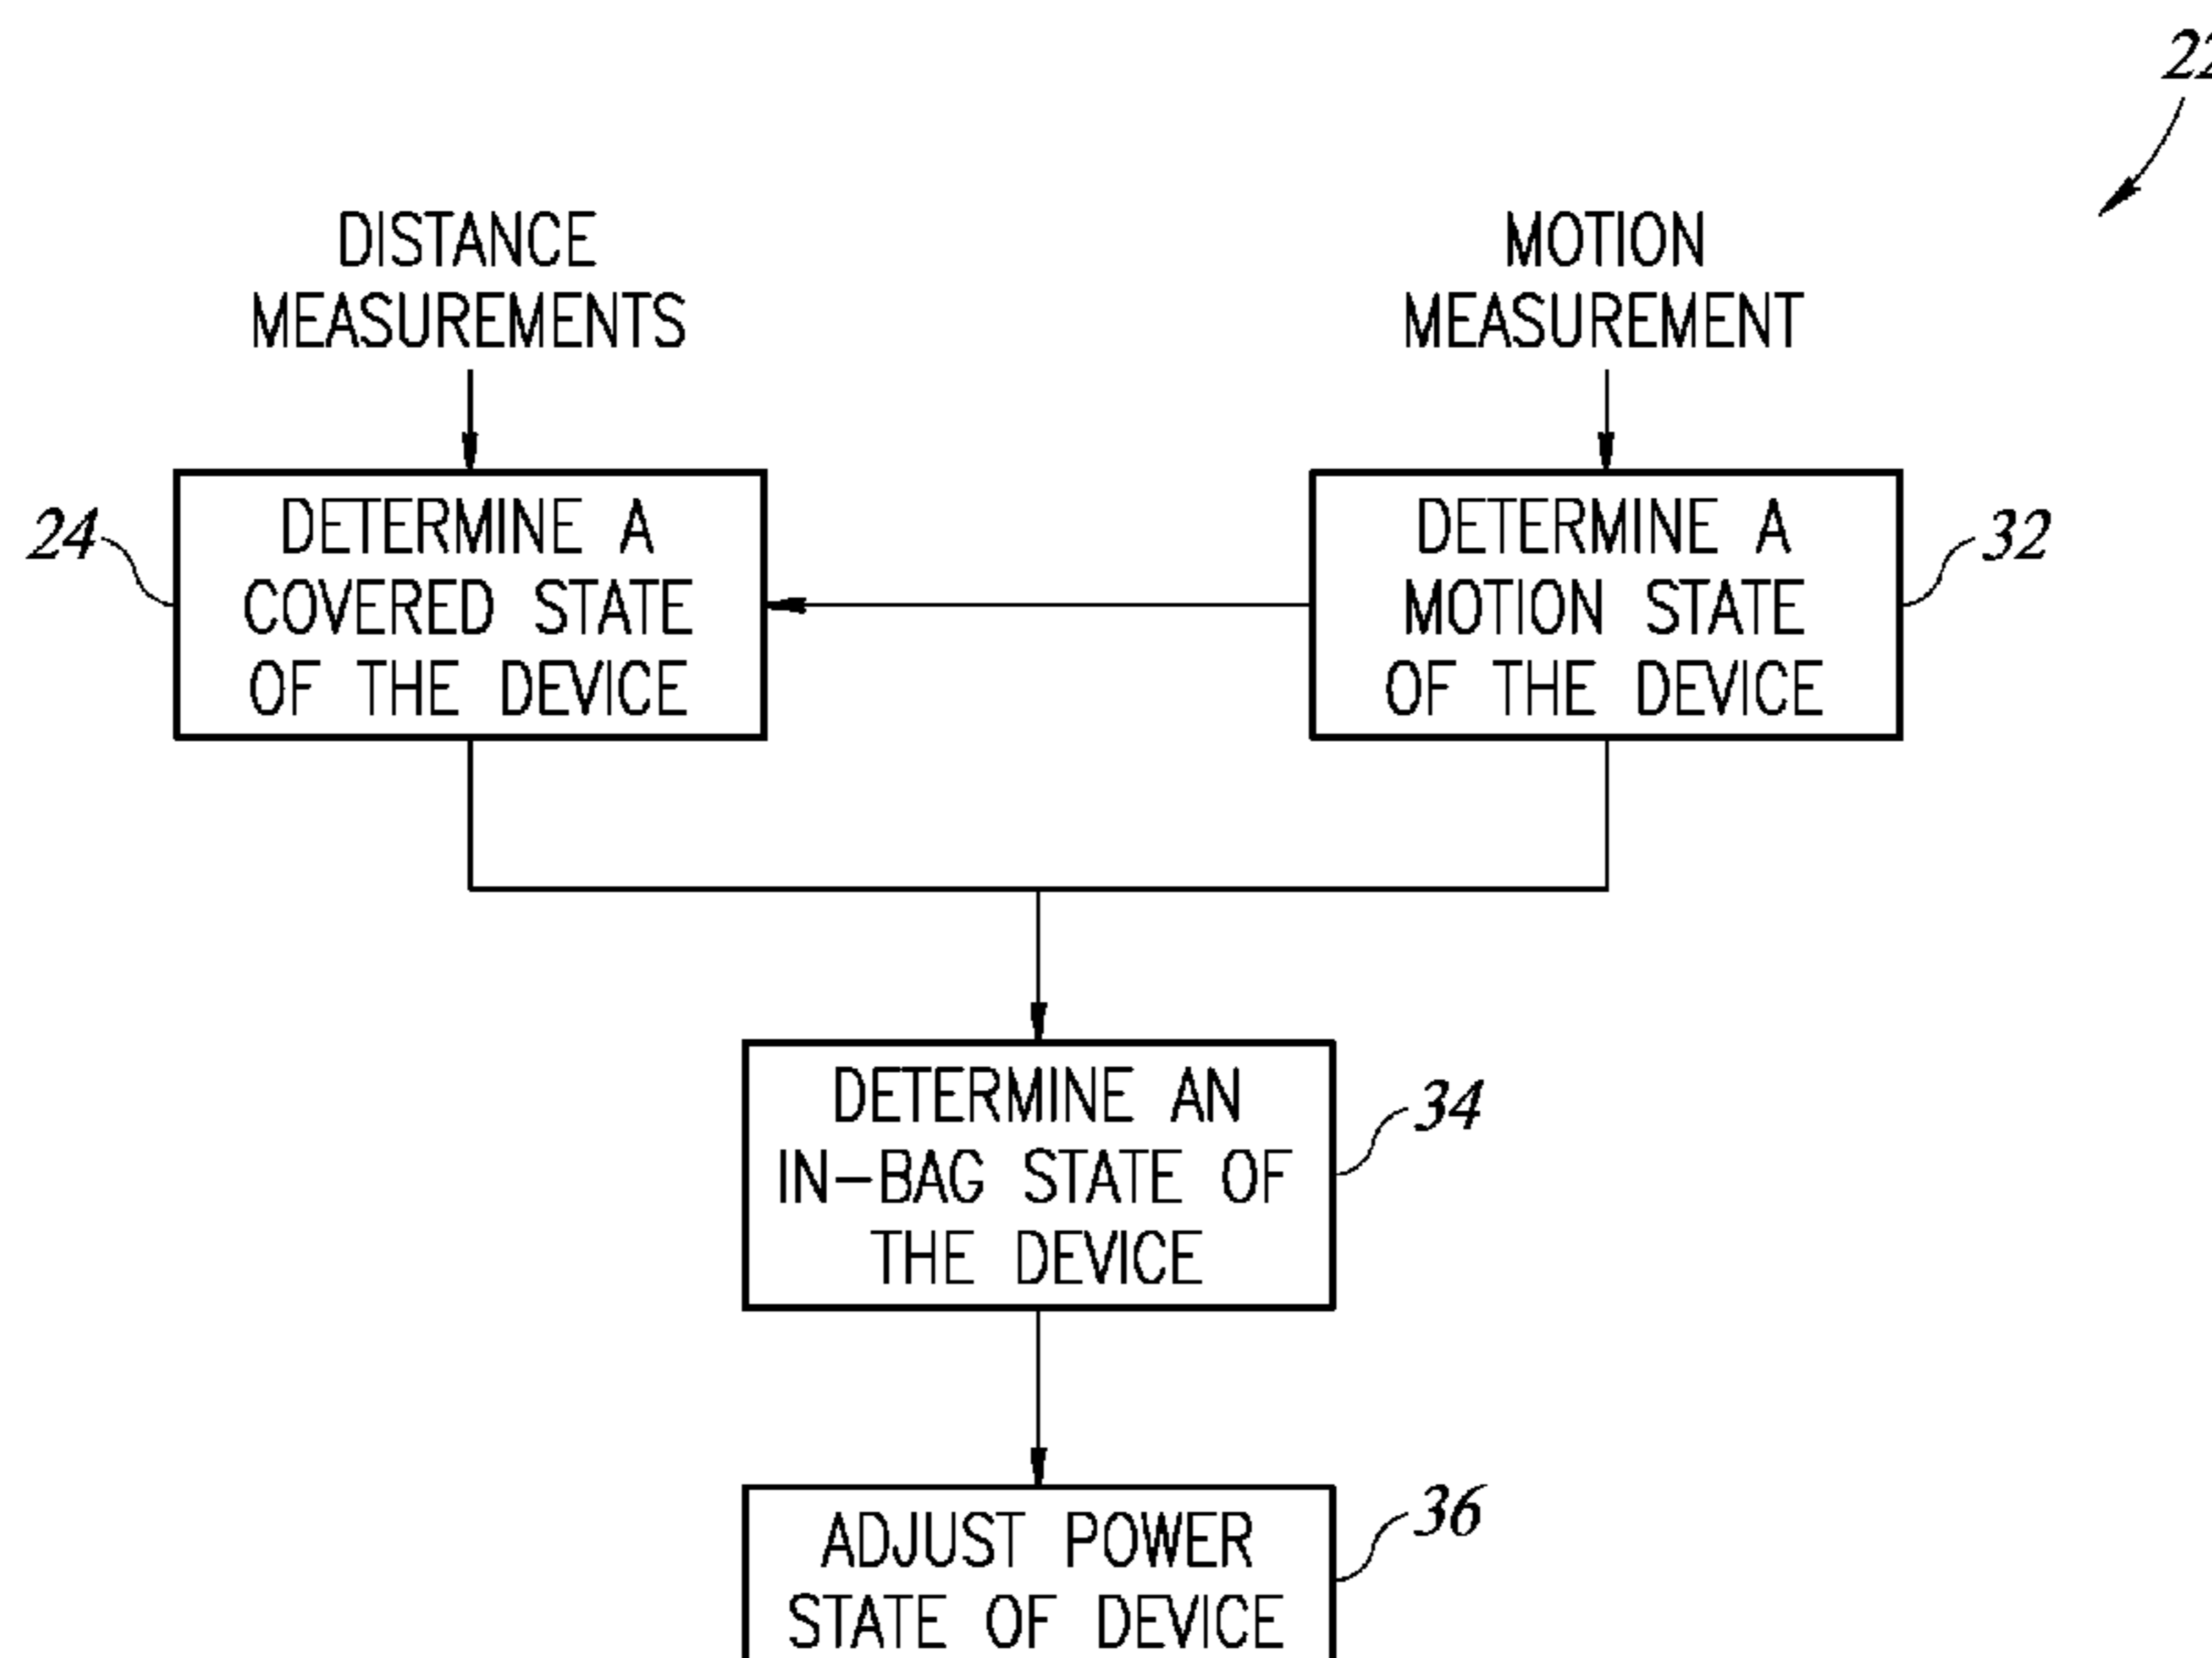 22
DISTANCE
MEASUREMENTS
MOTION
MEASUREMENT
24
DETERMINE A
COVERED STATE
OF THE DEVICE
DETERMINE A
MOTION STATE
OF THE DEVICE
32
DETERMINE AN
IN-BAG STATE OF
THE DEVICE
34
ADJUST POWER
STATE OF DEVICE
36